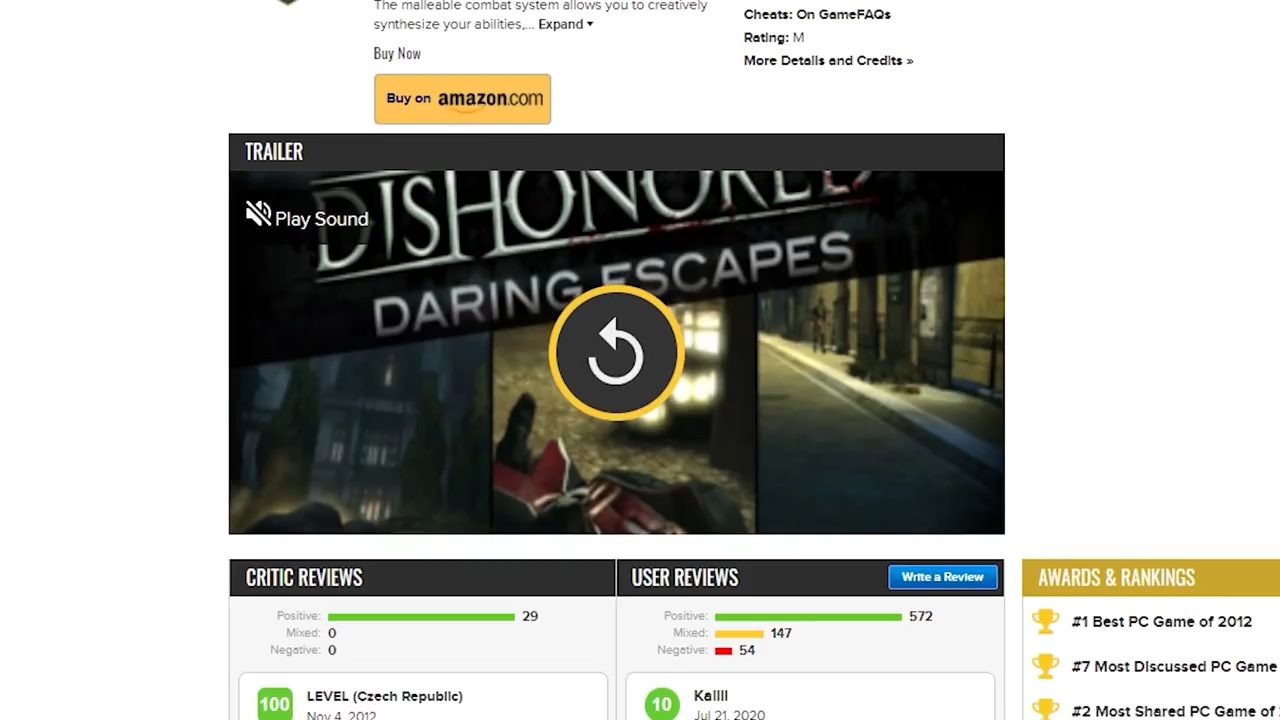 The malleable combat system allows you to creatively
synthesize your abilities,... Expand
Buy Now
Buy on amazon.com
Cheats: On GameFAQs
Rating: M
More Details and Credits »
TRAILER
DISHONORED
Play Sound
DARING ESCAPES
CRITIC REVIEWS
Positive: 29
Mixed: 0
Negative: 0
100 LEVEL (Czech Republic)
Nov 4, 2012
USER REVIEWS
Write a Review
Positive: 572
Mixed: 147
Negative: 54
10 Kallll
Jul 21, 2020
AWARDS & RANKINGS
#1 Best PC Game of 2012
#7 Most Discussed PC Game
#2 Most Shared PC Game of